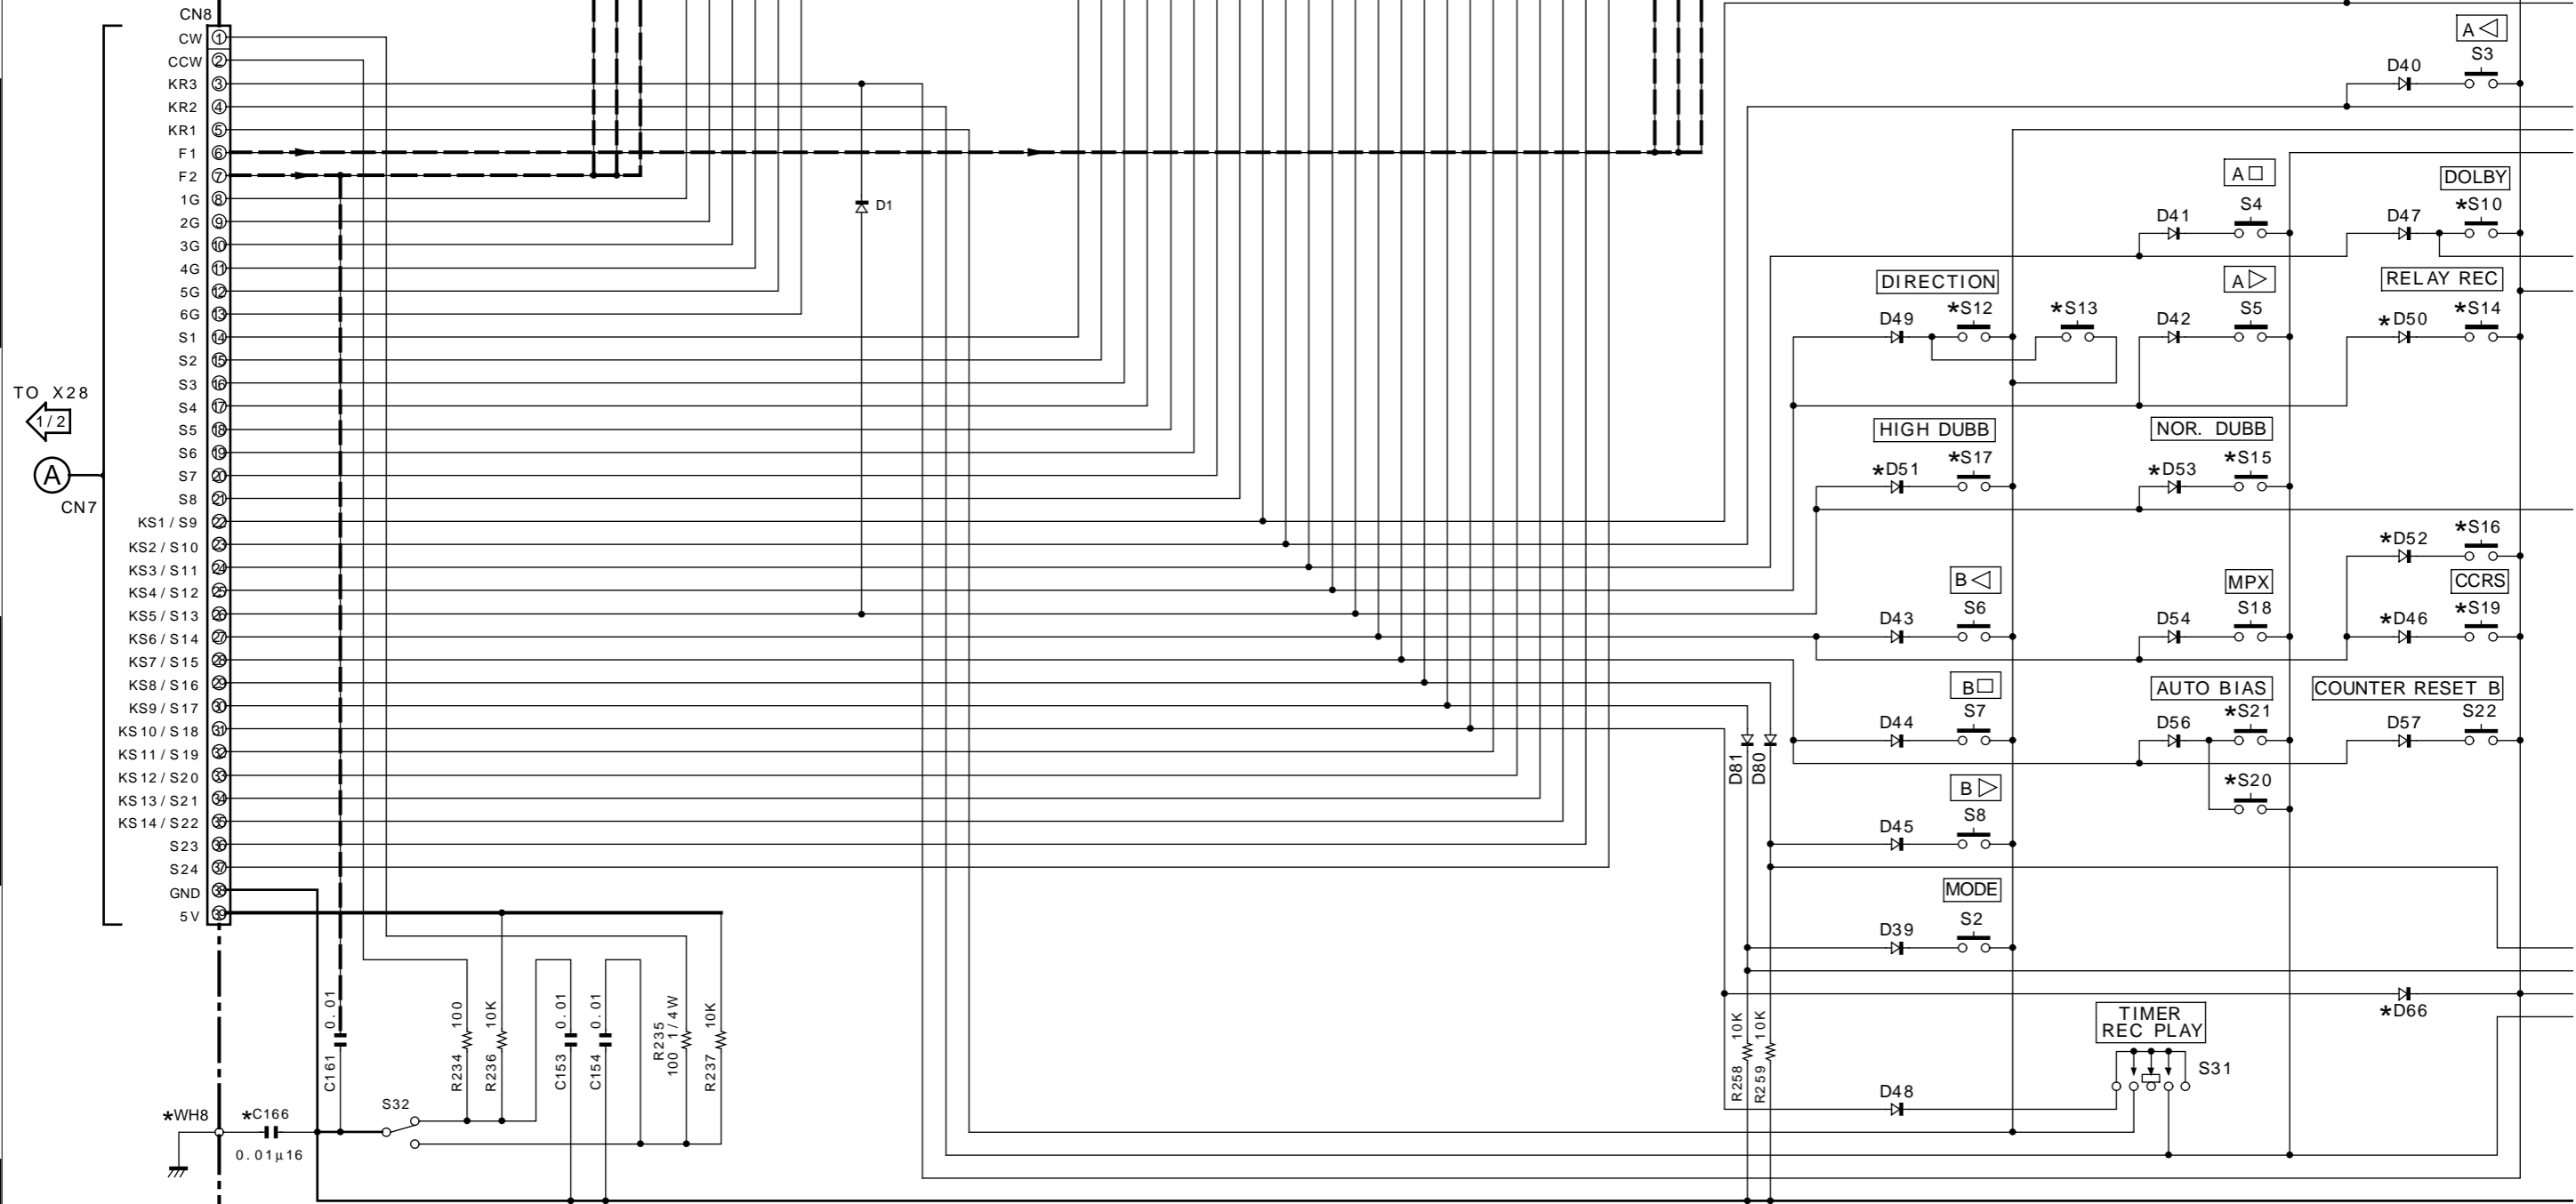 CN8
CW 1
CCW 2
KR3 3
KR2 4
KR1 5
F1 6
F2 7
1G 8
2G 9
3G 10
4G 11
5G 12
6G 13
S1 14
S2 15
S3 16
S4 17
S5 18
S6 19
S7 20
S8 21
KS1/S9 22
KS2/S10 23
KS3/S11 24
KS4/S12 25
KS5/S13 26
KS6/S14 27
KS7/S15 28
KS8/S16 29
KS9/S17 30
KS10/S18 31
KS11/S19 32
KS12/S20 33
KS13/S21 34
KS14/S22 35
S23 36
S24 37
GND 38
5V 39
TO X28
1/2
A
CN7
D1
A
S3
D40
A
DOLBY
S4
*S10
D41
D47
DIRECTION
A
RELAY REC
*S12
*S13
S5
*S14
D49
D42
*D50
HIGH DUBB
NOR. DUBB
*S17
*S15
*D51
*D53
*S16
*D52
B
MPX
CCRS
S6
S18
*S19
D43
D54
*D46
B
AUTO BIAS
COUNTER RESET B
S7
*S21
S22
D44
D56
D57
D81
D80
*S20
B
S8
D45
MODE
S2
D39
*D66
TIMER
REC PLAY
S31
D48
R258 10K
R259 10K
C161 0.01
R234 100
R236 10K
C153 0.01
C154 0.01
R235
100 1/4W
R237 10K
S32
*WH8
*C166
0.01μ16